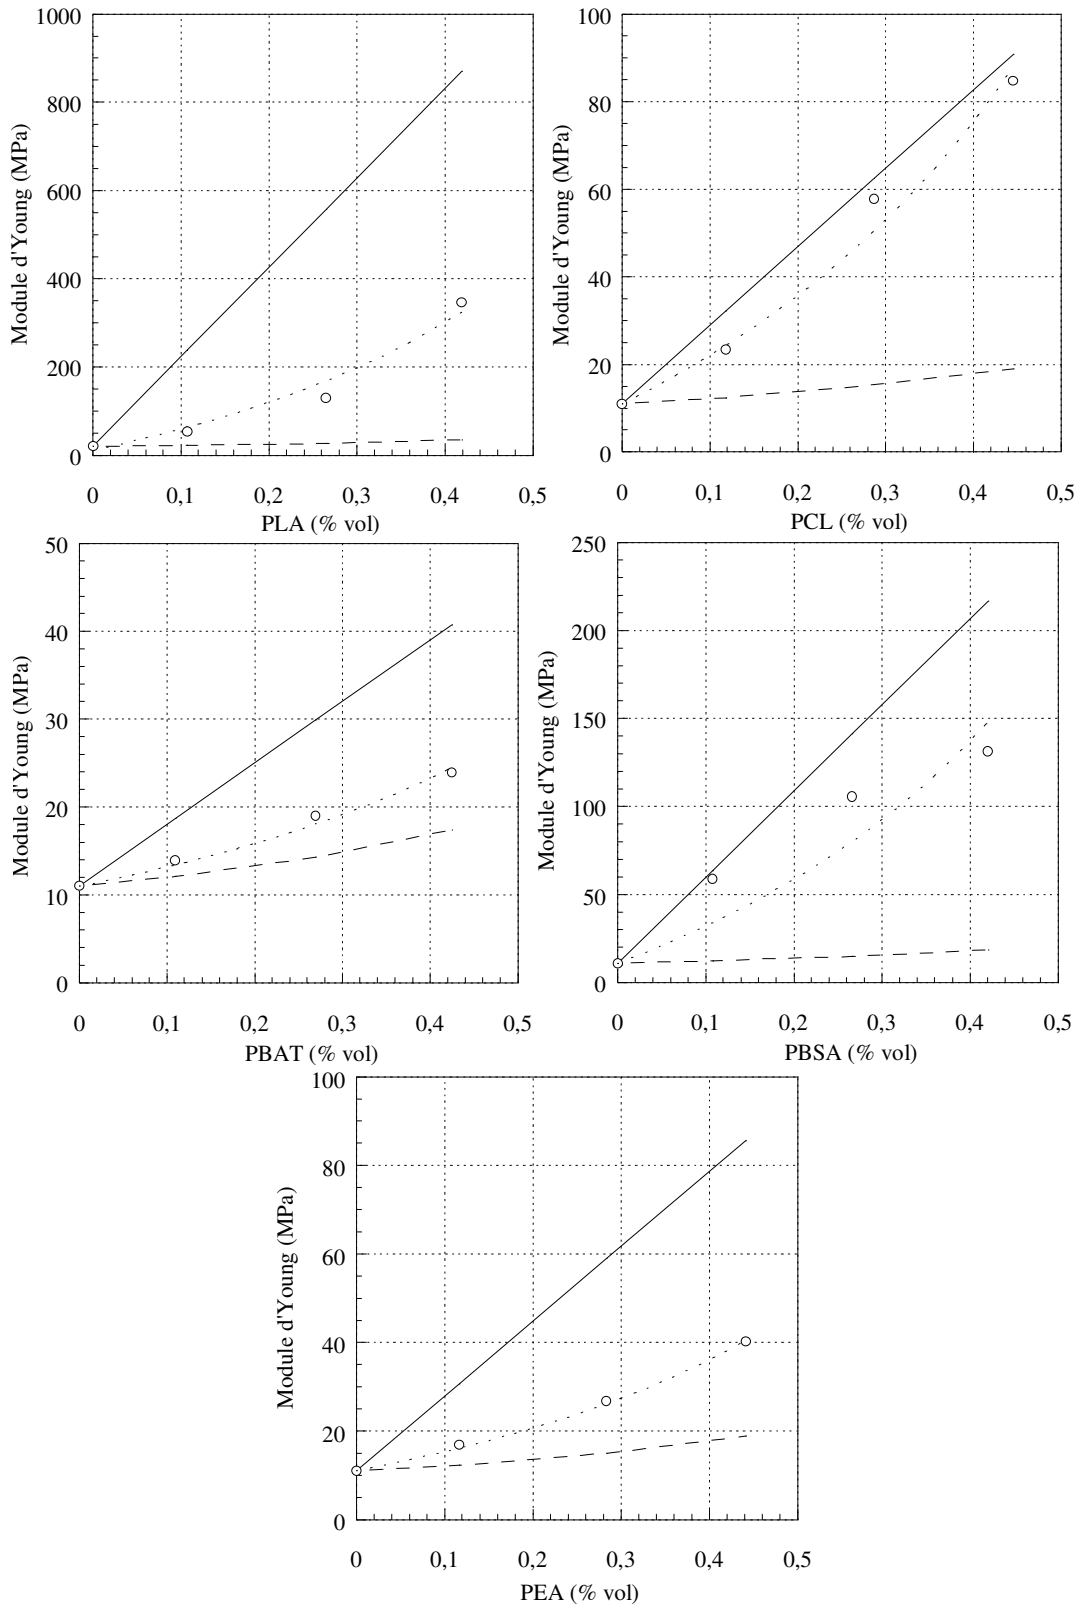 Module d'Young (MPa)
1000
800
600
400
200
0
0 0,1 0,2 0,3 0,4 0,5
PLA (% vol)
Module d'Young (MPa)
100
80
60
40
20
0
0 0,1 0,2 0,3 0,4 0,5
PCL (% vol)
Module d'Young (MPa)
50
40
30
20
10
0
0 0,1 0,2 0,3 0,4 0,5
PBAT (% vol)
Module d'Young (MPa)
250
200
150
100
50
0
0 0,1 0,2 0,3 0,4 0,5
PBSA (% vol)
Module d'Young (MPa)
100
80
60
40
20
0
0 0,1 0,2 0,3 0,4 0,5
PEA (% vol)